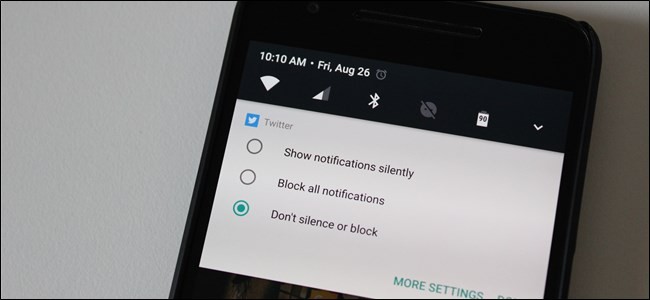 10:10 AM • Fri, Aug 26
90
Twitter
Show notifications silently
Block all notifications
Don't silence or block
MORE SETTINGS